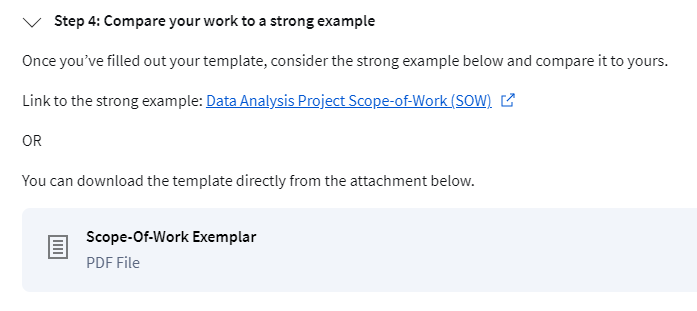 Step 4: Compare your work to a strong example
Once you’ve filled out your template, consider the strong example below and compare it to yours.
Link to the strong example: Data Analysis Project Scope-of-Work (SOW)
OR
You can download the template directly from the attachment below.
Scope-Of-Work Exemplar
PDF File